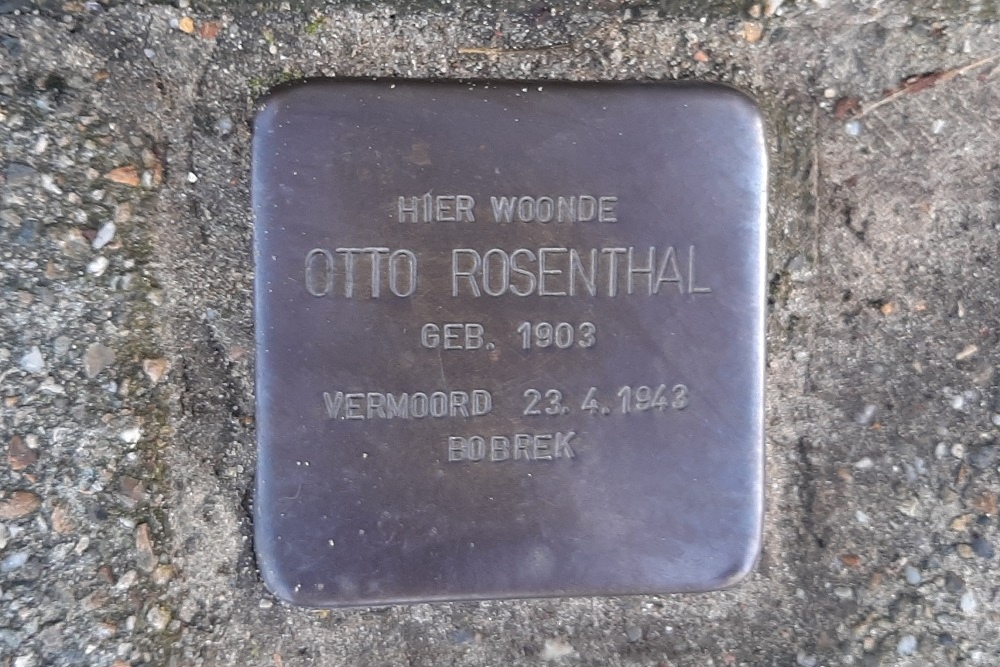 HIER WOONDE
OTTO ROSENTHAL
GEB. 1903
VERMOORD 23.4.1943
BOBREK